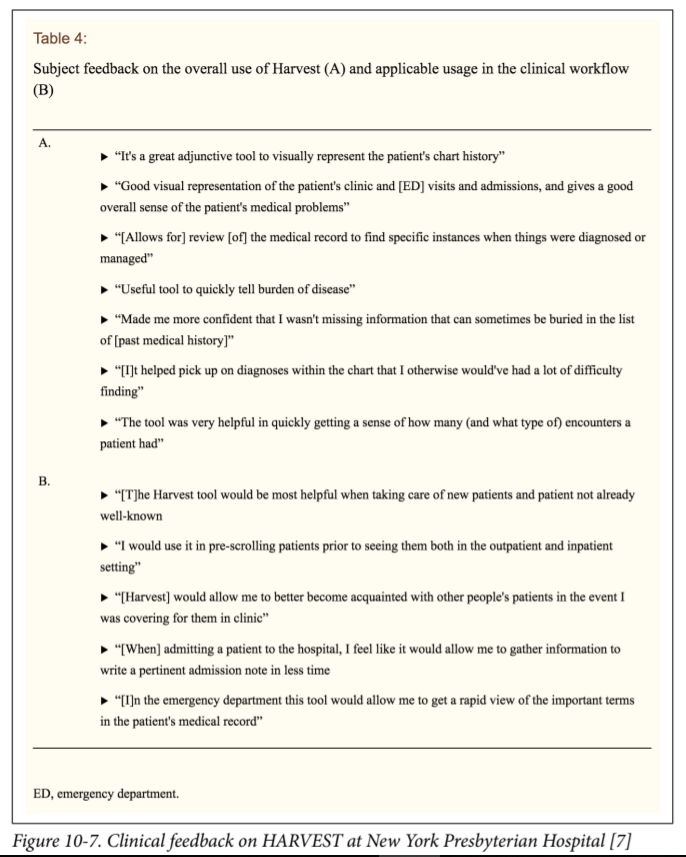 Table 4:
Subject feedback on the overall use of Harvest (A) and applicable usage in the clinical workflow
(B)
A.
▶ “It's a great adjunctive tool to visually represent the patient's chart history”
▶ “Good visual representation of the patient's clinic and [ED] visits and admissions, and gives a good
overall sense of the patient's medical problems”
▶ “[Allows for] review [of] the medical record to find specific instances when things were diagnosed or
managed”
▶ “Useful tool to quickly tell burden of disease”
▶ “Made me more confident that I wasn't missing information that can sometimes be buried in the list
of [past medical history]”
▶ “[I]t helped pick up on diagnoses within the chart that I otherwise would've had a lot of difficulty
finding”
▶ “The tool was very helpful in quickly getting a sense of how many (and what type of) encounters a
patient had”
B.
▶ “[T]he Harvest tool would be most helpful when taking care of new patients and patient not already
well-known
▶ “I would use it in pre-scrolling patients prior to seeing them both in the outpatient and inpatient
setting”
▶ “[Harvest] would allow me to better become acquainted with other people's patients in the event I
was covering for them in clinic”
▶ “[When] admitting a patient to the hospital, I feel like it would allow me to gather information to
write a pertinent admission note in less time
▶ “[I]n the emergency department this tool would allow me to get a rapid view of the important terms
in the patient's medical record”
ED, emergency department.
Figure 10-7. Clinical feedback on HARVEST at New York Presbyterian Hospital [7]